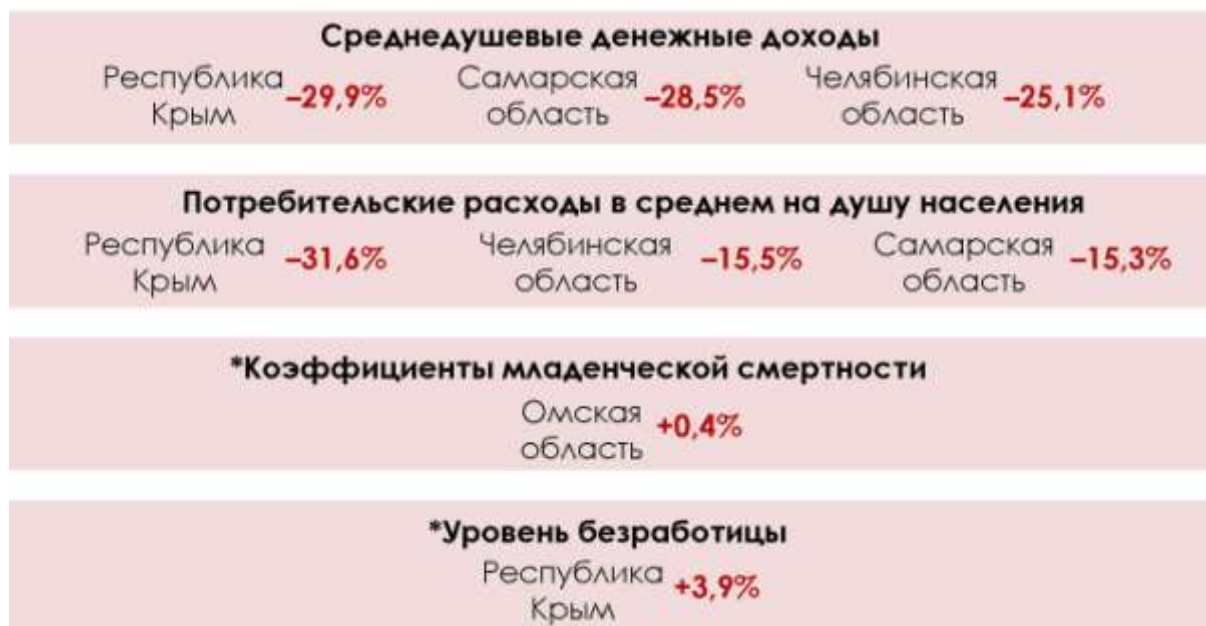 Среднедушевые денежные доходы
Республика Крым –29,9% Самарская область –28,5% Челябинская область –25,1%
Потребительские расходы в среднем на душу населения
Республика Крым –31,6% Челябинская область –15,5% Самарская область –15,3%
*Коэффициенты младенческой смертности
Омская область +0,4%
*Уровень безработицы
Республика Крым +3,9%